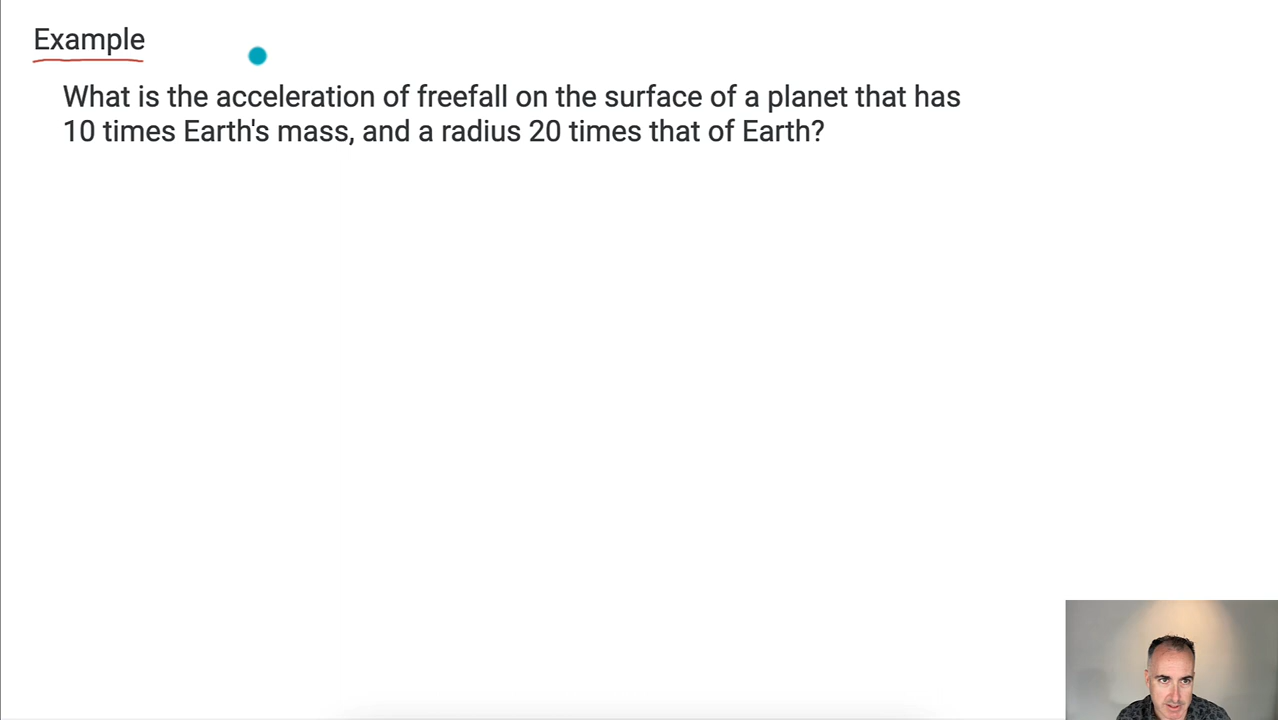 Example
What is the acceleration of freefall on the surface of a planet that has
10 times Earth's mass, and a radius 20 times that of Earth?